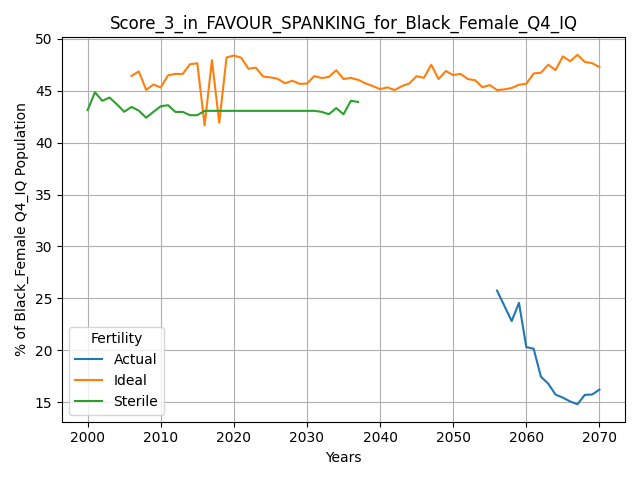 Score_3_in_FAVOUR_SPANKING_for_Black_Female_Q4_IQ
% of Black_Female Q4_IQ Population
50
45
40
35
30
25
20
15
Fertility
Actual
Ideal
Sterile
2000 2010 2020 2030 2040 2050 2060 2070
Years